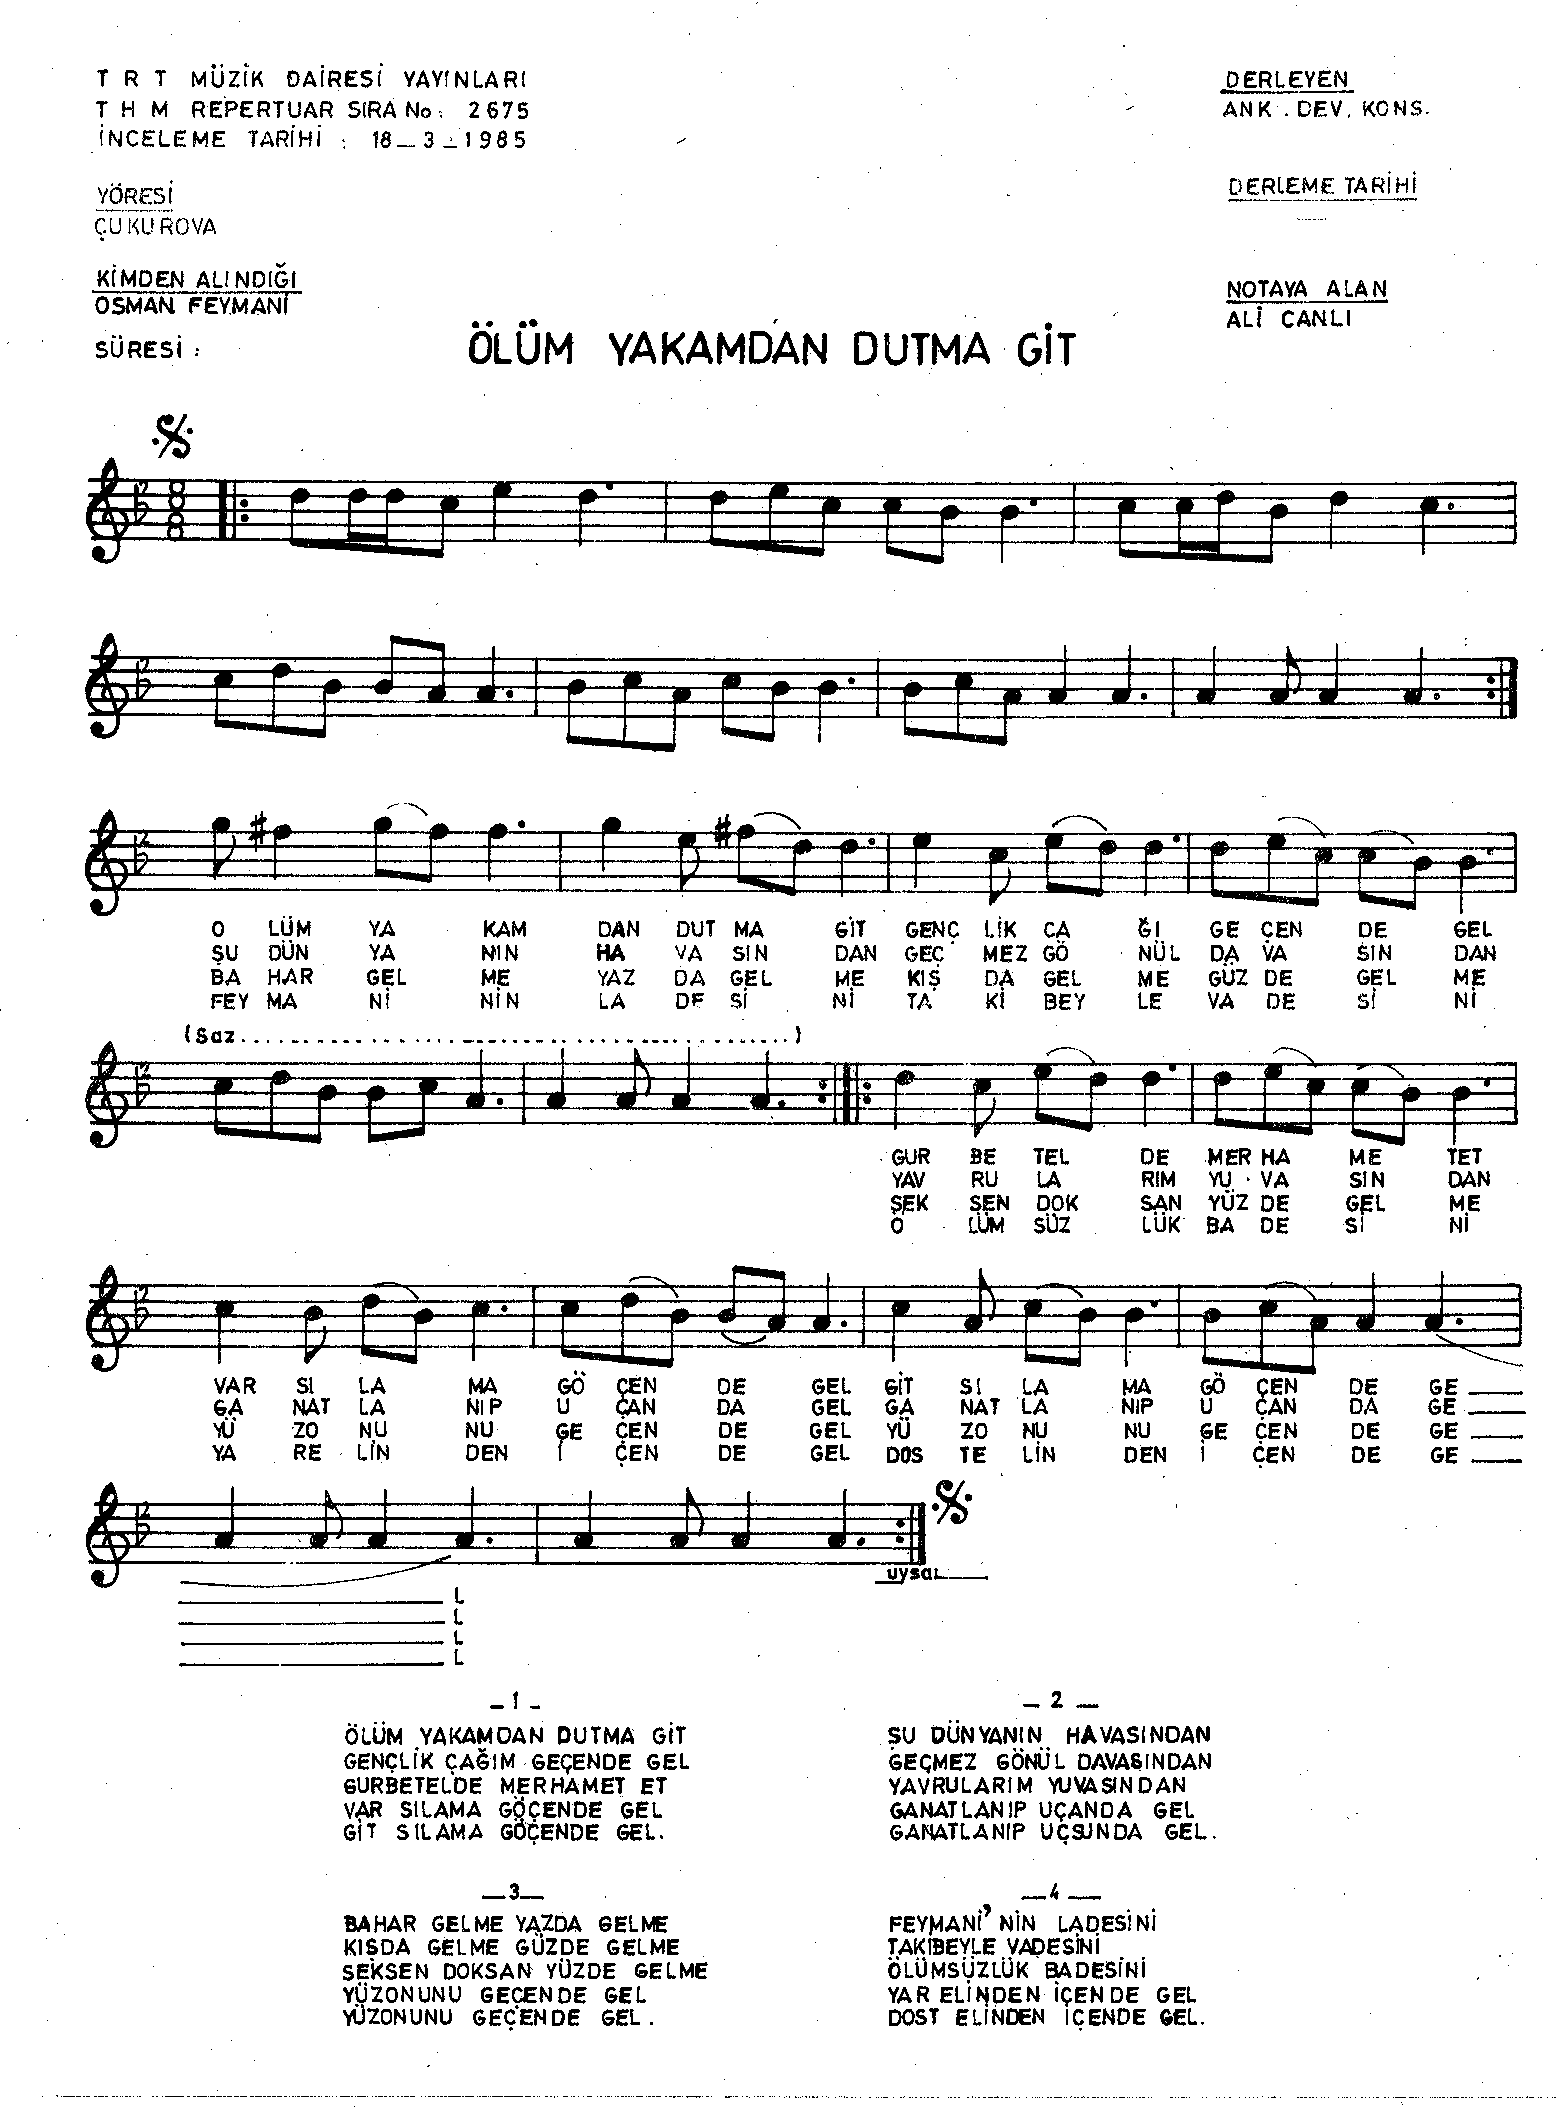 T R T MÜZİK DAİRESİ YAYINLARI
T H M REPERTUAR SIRA No: 2675
İNCELEME TARİHİ : 18_3_1985
DERLEYEN
ANK. DEV. KONS.
YÖRESİ
ÇUKUROVA
DERLEME TARİHİ
KİMDEN ALINDIĞI
OSMAN FEYMANİ
NOTAYA ALAN
ALİ CANLI
SÜRESİ :
ÖLÜM YAKAMDAN DUTMA GİT
8
8
8
O LÜM YA KAM DAN DUT MA GİT GENÇ LİK ÇA Ğİ GE ÇEN DE GEL
ŞU DÜN YA NIN HA VA SIN DAN GEÇ MEZ GÖ NÜL DA VA SIN DAN
BA HAR GEL ME YAZ DA GEL ME KIŞ DA GEL ME GÜZ DE GEL ME
FEY MA Nİ NİN LA DE Sİ Nİ TA Kİ BEY LE VA DE Sİ Nİ
(Saz..........)
GUR BE TEL DE MER HA ME TET
YAV RU LA RIM YU VA SIN DAN
ŞEK SEN DOK SAN YÜZ DE GEL ME
O LÜM SÜZ LÜK BA DE Sİ Nİ
VAR SI LA MA GÖ ÇEN DE GEL GİT SI LA MA GÖ ÇEN DE GE____
GA NAT LA NIP U ÇAN DA GEL GA NAT LA NIP U ÇAN DA GE____
YÜ ZO NU NU GE ÇEN DE GEL YÜ ZO NU NU GE ÇEN DE GE____
YA RE LİN DEN İ ÇEN DE GEL DOS TE LİN DEN İ ÇEN DE GE____
uysal
L
L
L
L
_1_
ÖLÜM YAKAMDAN DUTMA GİT
GENÇLİK ÇAĞIM GEÇENDE GEL
GURBETELDE MERHAMET ET
VAR SILAMA GÖÇENDE GEL
GİT SILAMA GÖÇENDE GEL.
_2_
ŞU DÜNYANIN HAVASINDAN
GEÇMEZ GÖNÜL DAVASINDAN
YAVRULARIM YUVASINDAN
GANATLANIP UÇANDA GEL
GANATLANIP UÇSUNDA GEL.
_3_
BAHAR GELME YAZDA GELME
KISDA GELME GÜZDE GELME
SEKSEN DOKSAN YÜZDE GELME
YÜZONUNU GEÇENDE GEL
YÜZONUNU GEÇENDE GEL.
_4_
FEYMANİ'NİN LADESİNİ
TAKİBEYLE VADESİNİ
ÖLÜMSÜZLÜK BADESİNİ
YAR ELİNDEN İÇENDE GEL
DOST ELİNDEN İÇENDE GEL.